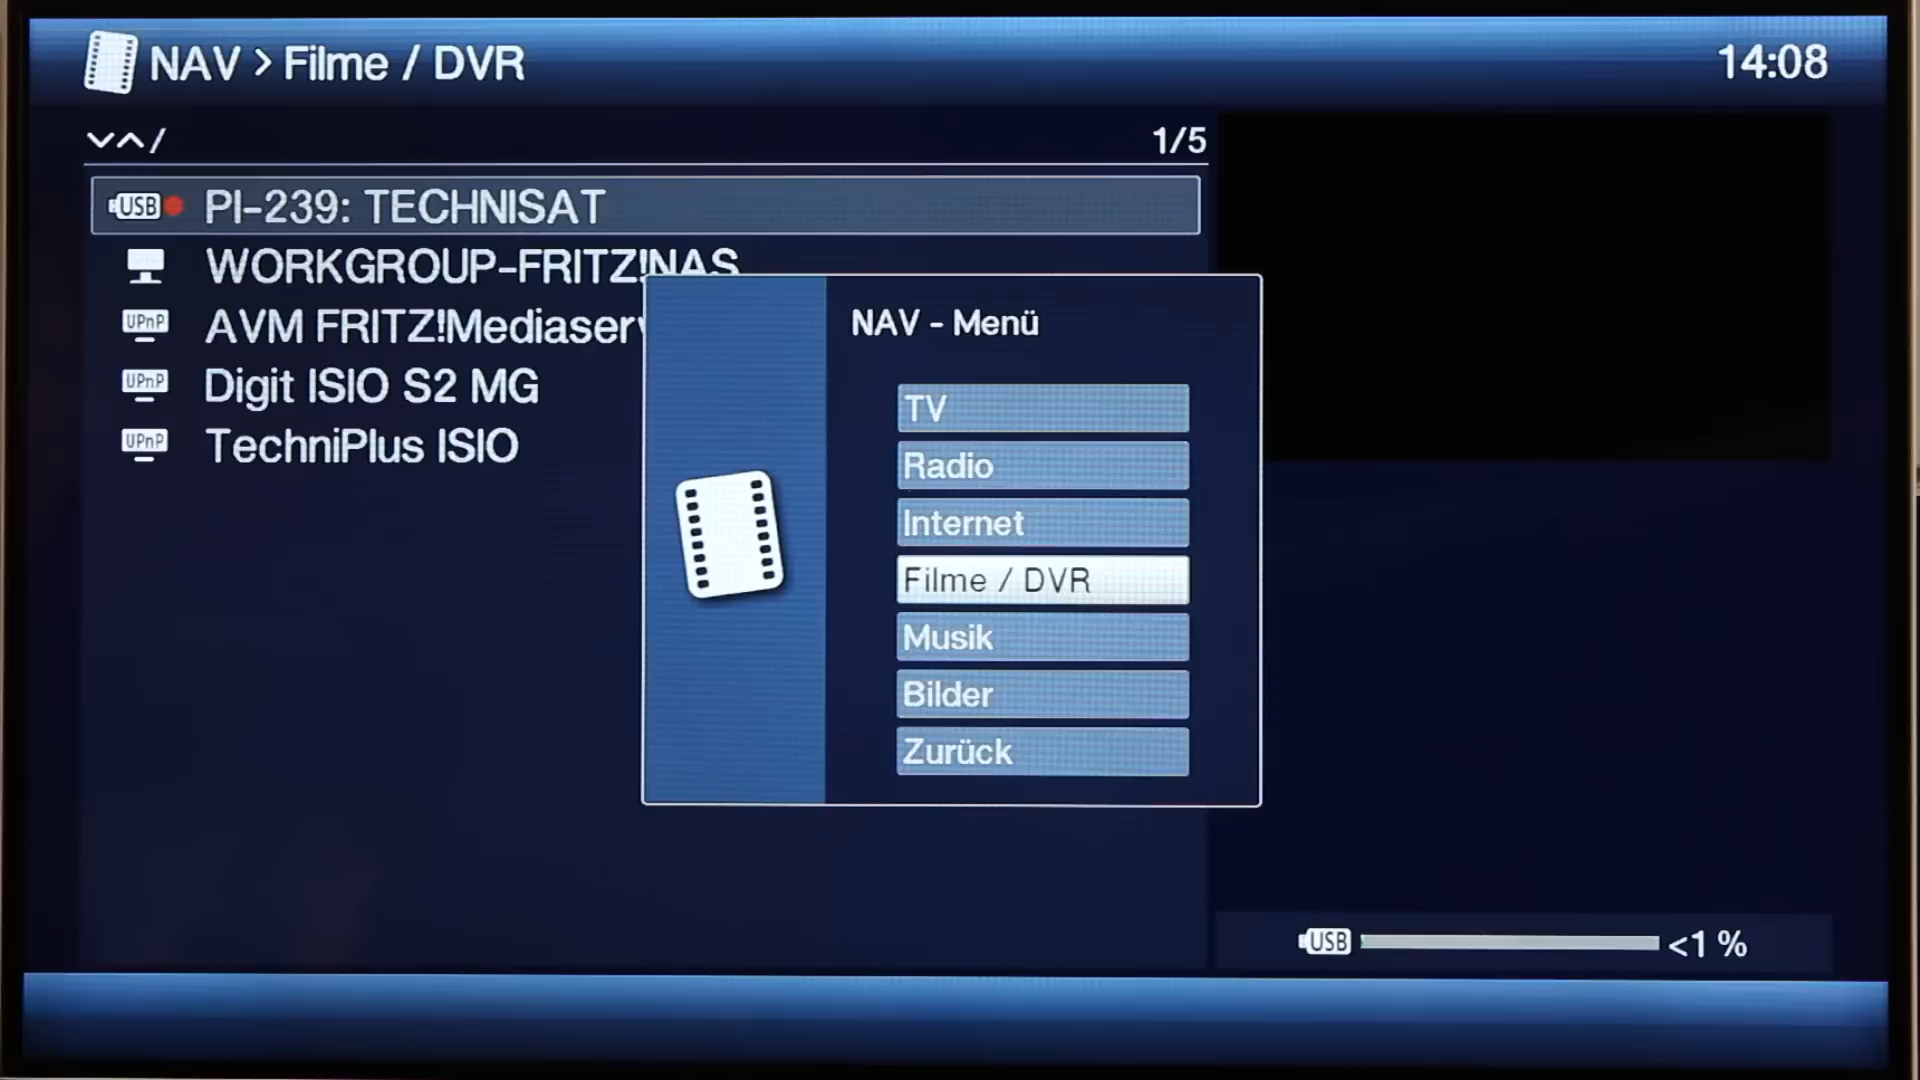 NAV > Filme / DVR
14:08
/
1/5
USB PI-239: TECHNISAT
WORKGROUP-FRITZ!NAS
UPnP AVM FRITZ!Mediaser
UPnP Digit ISIO S2 MG
UPnP TechniPlus ISIO
NAV - Menü
TV
Radio
Internet
Filme / DVR
Musik
Bilder
Zurück
USB <1 %